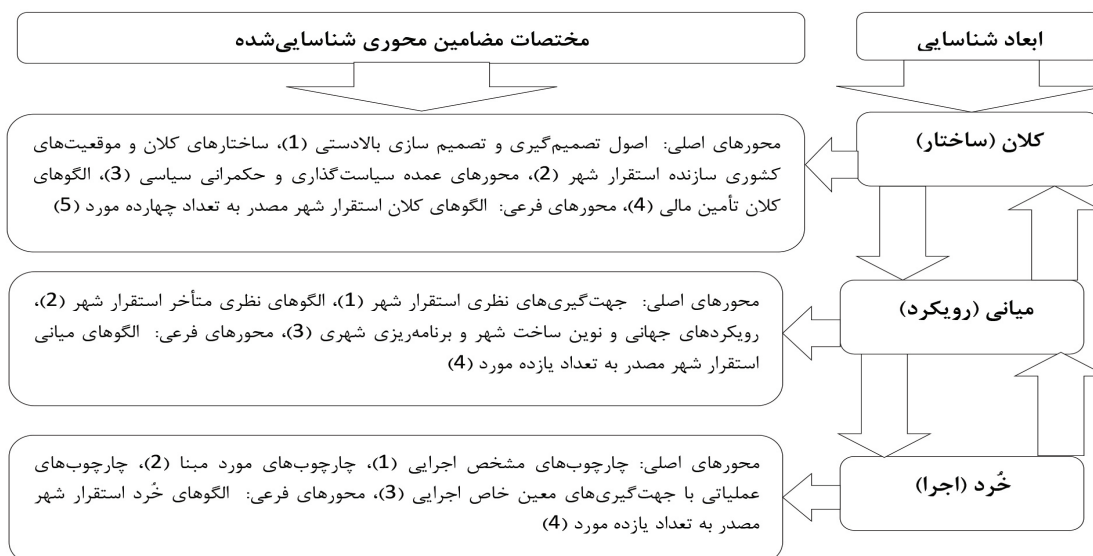 ابعاد شناسایی
مختصات مضامین محوری شناسایی‌شده
کلان (ساختار)
محورهای اصلی: اصول تصمیم‌گیری و تصمیم سازی بالادستی (1)، ساختارهای کلان و موقعیت‌های
کشوری سازنده استقرار شهر (2)، محورهای عمده سیاست‌گذاری و حکمرانی سیاسی (3)، الگوهای
کلان تأمین مالی (4)، محورهای فرعی: الگوهای کلان استقرار شهر مصدر به تعداد چهارده مورد (5)
میانی (رویکرد)
محورهای اصلی: جهت‌گیری‌های نظری استقرار شهر (1)، الگوهای نظری متأخر استقرار شهر (2)،
رویکردهای جهانی و نوین ساخت شهر و برنامه‌ریزی شهری (3)، محورهای فرعی: الگوهای میانی
استقرار شهر مصدر به تعداد یازده مورد (4)
خُرد (اجرا)
محورهای اصلی: چارچوب‌های مشخص اجرایی (1)، چارچوب‌های مورد مبنا (2)، چارچوب‌های
عملیاتی با جهت‌گیری‌های معین خاص اجرایی (3)، محورهای فرعی: الگوهای خُرد استقرار شهر
مصدر به تعداد یازده مورد (4)